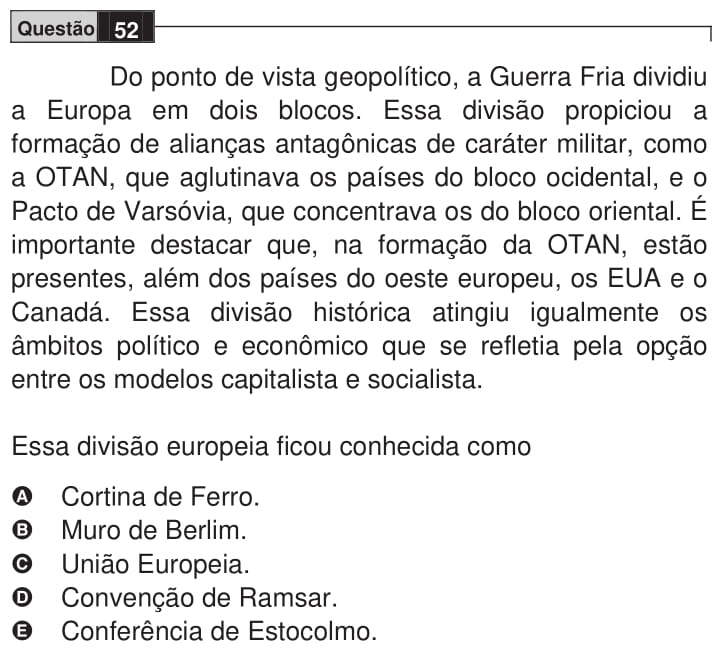 Questão 52
Do ponto de vista geopolítico, a Guerra Fria dividiu
a Europa em dois blocos. Essa divisão propiciou a
formação de alianças antagônicas de caráter militar, como
a OTAN, que aglutinava os países do bloco ocidental, e o
Pacto de Varsóvia, que concentrava os do bloco oriental. É
importante destacar que, na formação da OTAN, estão
presentes, além dos países do oeste europeu, os EUA e o
Canadá. Essa divisão histórica atingiu igualmente os
âmbitos político e econômico que se refletia pela opção
entre os modelos capitalista e socialista.
Essa divisão europeia ficou conhecida como
A Cortina de Ferro.
B Muro de Berlim.
C União Europeia.
D Convenção de Ramsar.
E Conferência de Estocolmo.